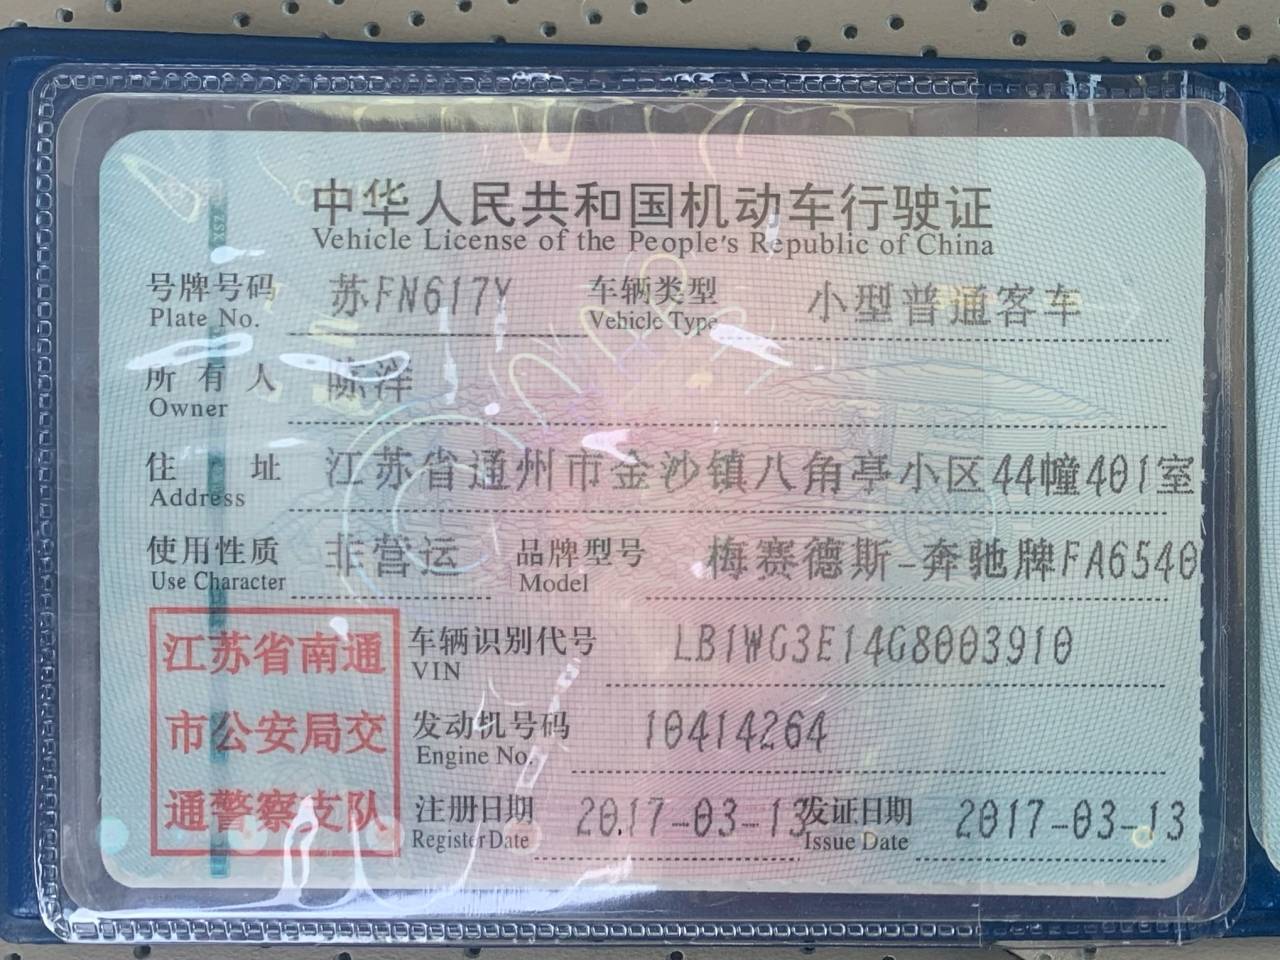 中华人民共和国机动车行驶证
Vehicle License of the People's Republic of China
号牌号码 苏FN617Y 车辆类型 小型普通客车
Plate No. Vehicle Type
所有人 陈洋
Owner
住址 江苏省通州市金沙镇八角亭小区44幢401室
Address
使用性质 非营运 品牌型号 梅赛德斯-奔驰牌FA6540
Use Character Model
江苏省南通
市公安局交
通警察支队
车辆识别代号 LB1WG3E14G8003910
VIN
发动机号码 10414264
Engine No.
注册日期 2017-03-13 发证日期 2017-03-13
Register Date Issue Date